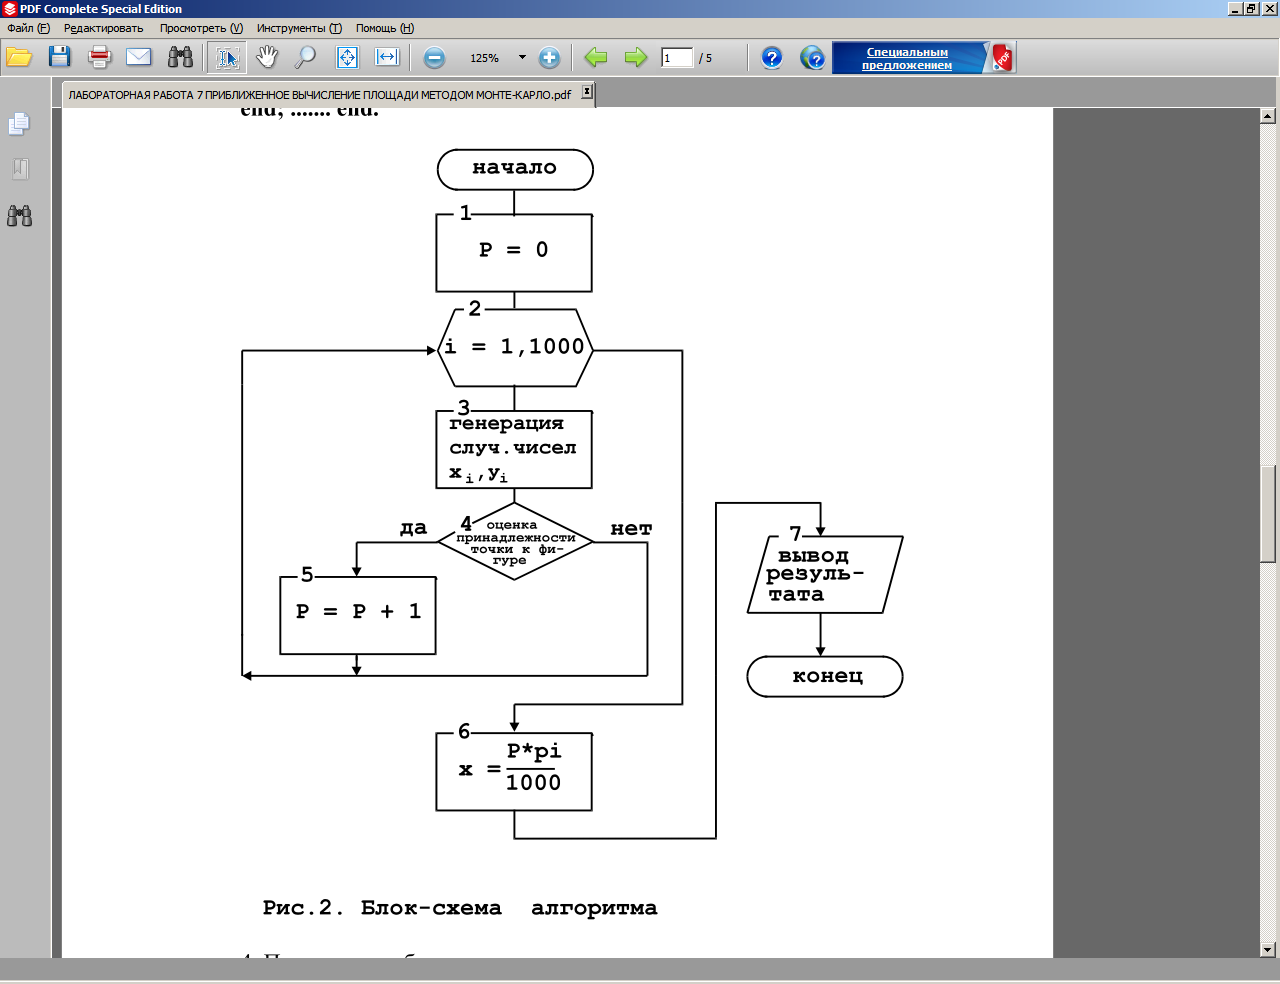 PDF Complete Special Edition
Файл (F) Редактировать Просмотреть (V) Инструменты (T) Помощь (H)
125% 1 / 5 Специальным
предложением
PDF
ЛАБОРАТОРНАЯ РАБОТА 7 ПРИБЛИЖЕННОЕ ВЫЧИСЛЕНИЕ ПЛОЩАДИ МЕТОДОМ МОНТЕ-КАРЛО.pdf
end; ....... end.
начало
1
P = 0
2
i = 1,1000
3
генерация
случ.чисел
xi,yi
да
4
оценка
принадлежности
точки к фи-
гуре
нет
5
P = P + 1
6
x = P*pi
1000
7
вывод
резуль-
тата
конец
Рис.2. Блок-схема алгоритма